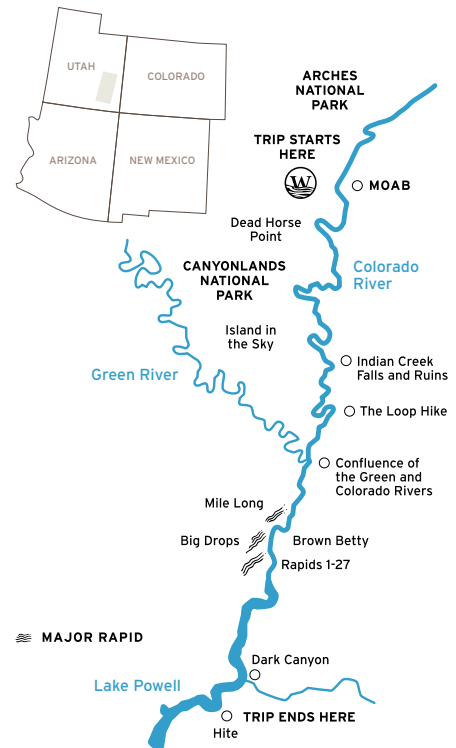 UTAH
COLORADO
ARIZONA
NEW MEXICO
ARCHES
NATIONAL
PARK
TRIP STARTS
HERE
W
MOAB
Dead Horse
Point
CANYONLANDS
NATIONAL
PARK
Colorado
River
Island in
the Sky
Green River
Indian Creek
Falls and Ruins
The Loop Hike
Confluence of
the Green and
Colorado Rivers
Mile Long
Big Drops
Brown Betty
Rapids 1-27
MAJOR RAPID
Dark Canyon
Lake Powell
TRIP ENDS HERE
Hite